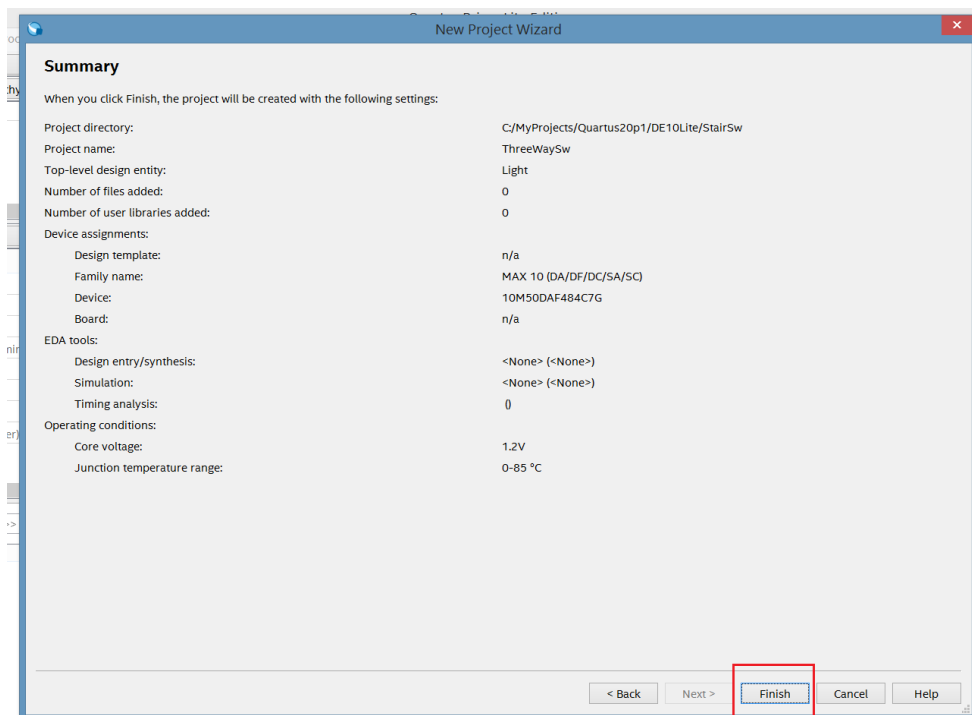 New Project Wizard
Summary
When you click Finish, the project will be created with the following settings:
Project directory: C:/MyProjects/Quartus20p1/DE10Lite/StairSw
Project name: ThreeWaySw
Top-level design entity: Light
Number of files added: 0
Number of user libraries added: 0
Device assignments:
Design template: n/a
Family name: MAX 10 (DA/DF/DC/SA/SC)
Device: 10M50DAF484C7G
Board: n/a
EDA tools:
Design entry/synthesis: <None> (<None>)
Simulation: <None> (<None>)
Timing analysis: ()
Operating conditions:
Core voltage: 1.2V
Junction temperature range: 0-85 °C
< Back Next > Finish Cancel Help